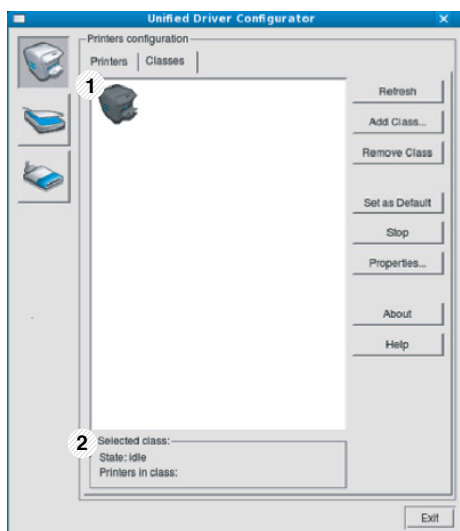 Unified Driver Configurator
Printers configuration
Printers Classes
1
Refresh
Add Class...
Remove Class
Set as Default
Stop
Properties...
About
Help
2
Selected class:
State: idle
Printers in class:
Exit